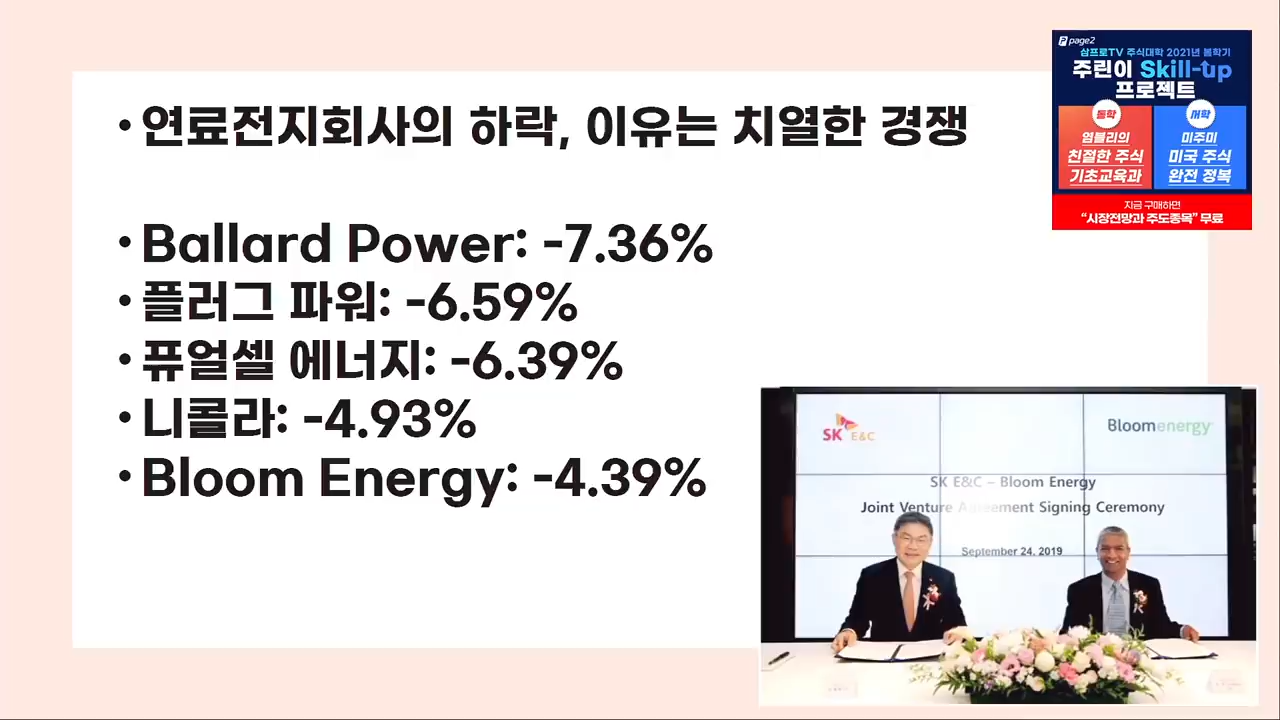 • 연료전지회사의 하락, 이유는 치열한 경쟁
• Ballard Power: -7.36%
• 플러그 파워: -6.59%
• 퓨얼셀 에너지: -6.39%
• 니콜라: -4.93%
• Bloom Energy: -4.39%
page2
삼프로TV 주식대학 2021년 봄학기
주린이 Skill-up
프로젝트
동학
염블리의
친절한 주식
기초교육과
서학
미주미
미국 주식
완전 정복
지금 구매하면
“시장전망과 주도종목” 무료
SK E&C
Bloomenergy
SK E&C – Bloom Energy
Joint Venture Agreement Signing Ceremony
September 24, 2019